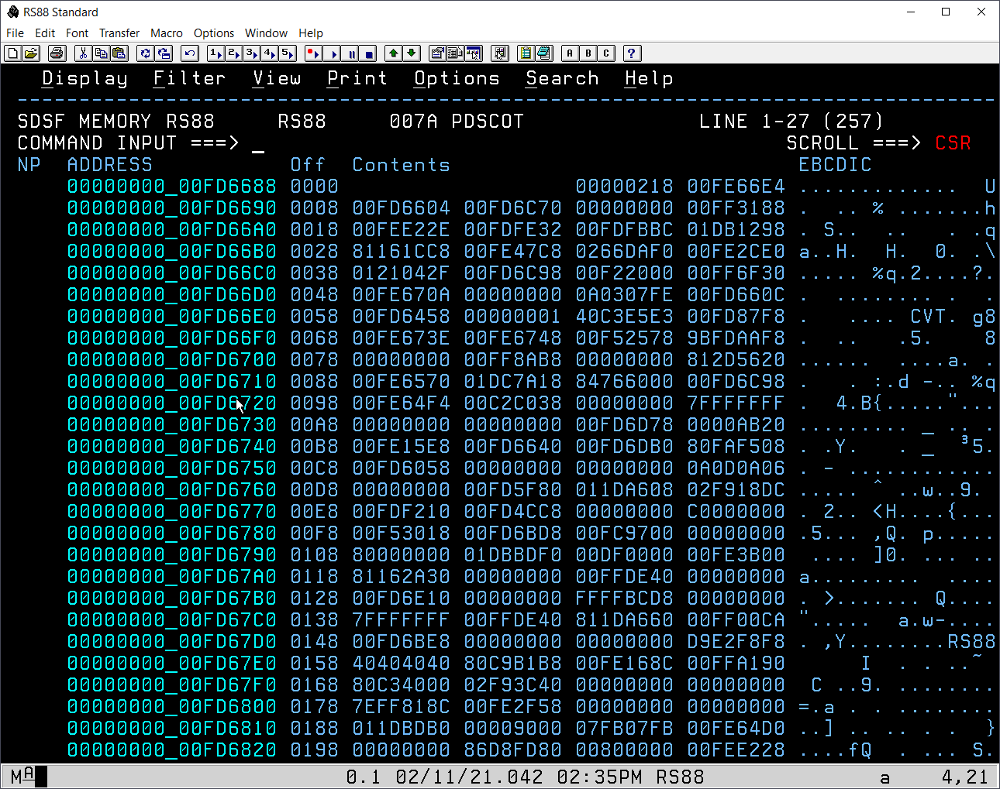 RS88 Standard
File Edit Font Transfer Macro Options Window Help
1 2 3 4 5 A B C ?
Display Filter View Print Options Search Help
--------------------------------------------------------------------------------
SDSF MEMORY RS88 RS88 007A PDSCOT LINE 1-27 (257)
COMMAND INPUT ===> _ SCROLL ===> CSR
NP ADDRESS Off Contents EBCDIC
00000000_00FD6688 0000 00000218 00FE66E4 ............. U
00000000_00FD6690 0008 00FD6604 00FD6C70 00000000 00FF3188 . .. % .......h
00000000_00FD66A0 0018 00FEE22E 00FDFE32 00FDFBBC 01DB1298 . S.. .. . .q
00000000_00FD66B0 0028 81161CC8 00FE47C8 0266DAF0 00FE2CE0 a..H. H. 0. .\
00000000_00FD66C0 0038 0121042F 00FD6C98 00F22000 00FF6F30 ..... %q.2....?.
00000000_00FD66D0 0048 00FE670A 00000000 0A0307FE 00FD660C . ........ . .
00000000_00FD66E0 0058 00FD6458 00000001 40C3E5E3 00FD87F8 . .... CVT. g8
00000000_00FD66F0 0068 00FE673E 00FE6748 00F52578 9BFDAAF8 . . .5. 8
00000000_00FD6700 0078 00000000 00FF8AB8 00000000 812D5620 ...... ....a. .
00000000_00FD6710 0088 00FE6570 01DC7A18 84766000 00FD6C98 . . :.d -.. %q
00000000_00FD6720 0098 00FE64F4 00C2C038 00000000 7FFFFFFF 4.B{....."...
00000000_00FD6730 00A8 00000000 00000000 00FD6D78 0000AB20 ......... _ .. .
00000000_00FD6740 00B8 00FE15E8 00FD6640 00FD6DB0 80FAF508 . .Y. . _ ³5.
00000000_00FD6750 00C8 00FD6058 00000000 00000000 0A0D0A06 . - ............
00000000_00FD6760 00D8 00000000 00FD5F80 011DA608 02F918DC ..... ^ ..w..9.
00000000_00FD6770 00E8 00FDF210 00FD4CC8 00000000 C0000000 . 2.. <H....{...
00000000_00FD6780 00F8 00F53018 00FD6BD8 00FC9700 00000000 .5... ,Q. p.....
00000000_00FD6790 0108 80000000 01DBBDF0 00DF0000 00FE3B00 .... ]0. ... ..
00000000_00FD67A0 0118 81162A30 00000000 00FFDE40 00000000 a......... ....
00000000_00FD67B0 0128 00FD6E10 00000000 FFFFBCD8 00000000 . >....... Q....
00000000_00FD67C0 0138 7FFFFFFF 00FFDE40 811DA660 00FF00CA "..... a.w-....
00000000_00FD67D0 0148 00FD6BE8 00000000 00000000 D9E2F8F8 . ,Y........RS88
00000000_00FD67E0 0158 40404040 80C9B1B8 00FE168C 00FFA190 I . . ..~
00000000_00FD67F0 0168 80C34000 02F93C40 00000000 00000000 C ..9. ........
00000000_00FD6800 0178 7EFF818C 00FE2F58 00000000 00000000 =.a . . ........
00000000_00FD6810 0188 011DBDB0 00009000 07FB07FB 00FE64D0 ..] .. .. . . }
00000000_00FD6820 0198 00000000 86D8FD80 00800000 00FEE228 ....fQ . ... S.
MA 0.1 02/11/21.042 02:35PM RS88 a 4,21